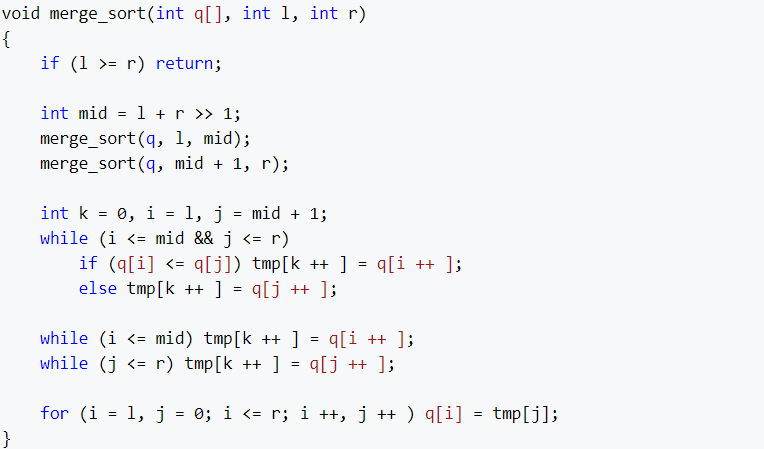 void merge_sort(int q[], int l, int r)
{
    if (l >= r) return;

    int mid = l + r >> 1;
    merge_sort(q, l, mid);
    merge_sort(q, mid + 1, r);

    int k = 0, i = l, j = mid + 1;
    while (i <= mid && j <= r)
        if (q[i] <= q[j]) tmp[k ++ ] = q[i ++ ];
        else tmp[k ++ ] = q[j ++ ];

    while (i <= mid) tmp[k ++ ] = q[i ++ ];
    while (j <= r) tmp[k ++ ] = q[j ++ ];

    for (i = l, j = 0; i <= r; i ++, j ++ ) q[i] = tmp[j];
}